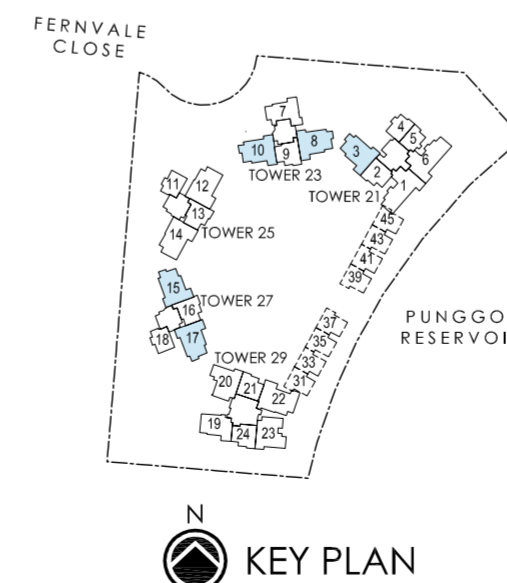 FERNVALE
CLOSE
7
10
9
8
TOWER 23
3
2
4
5
6
1
TOWER 21
45
43
41
39
11
12
13
14
TOWER 25
15
16
17
18
TOWER 27
37
35
33
31
TOWER 29
20
21
22
19
24
23
PUNGGO
RESERVOI
N
KEY PLAN